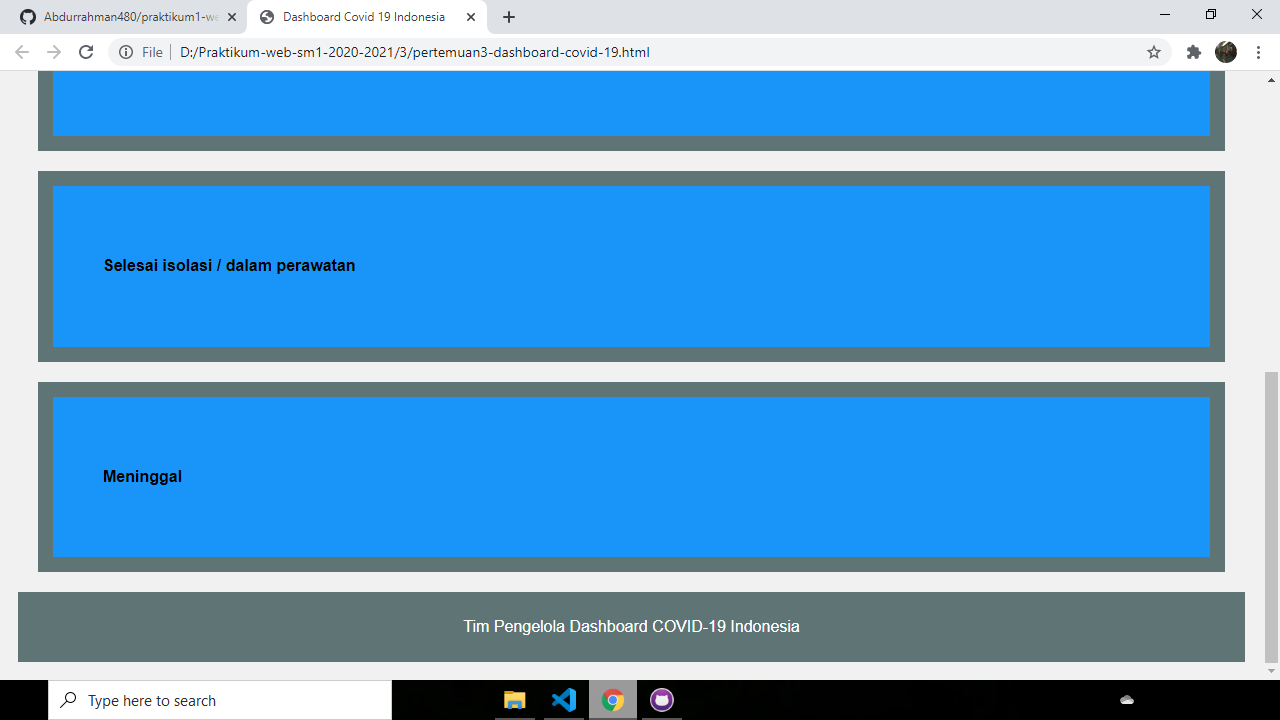 Abdurrahman480/praktikum1-we
Dashboard Covid 19 Indonesia
File
D:/Praktikum-web-sm1-2020-2021/3/pertemuan3-dashboard-covid-19.html
Selesai isolasi / dalam perawatan
Meninggal
Tim Pengelola Dashboard COVID-19 Indonesia
Type here to search